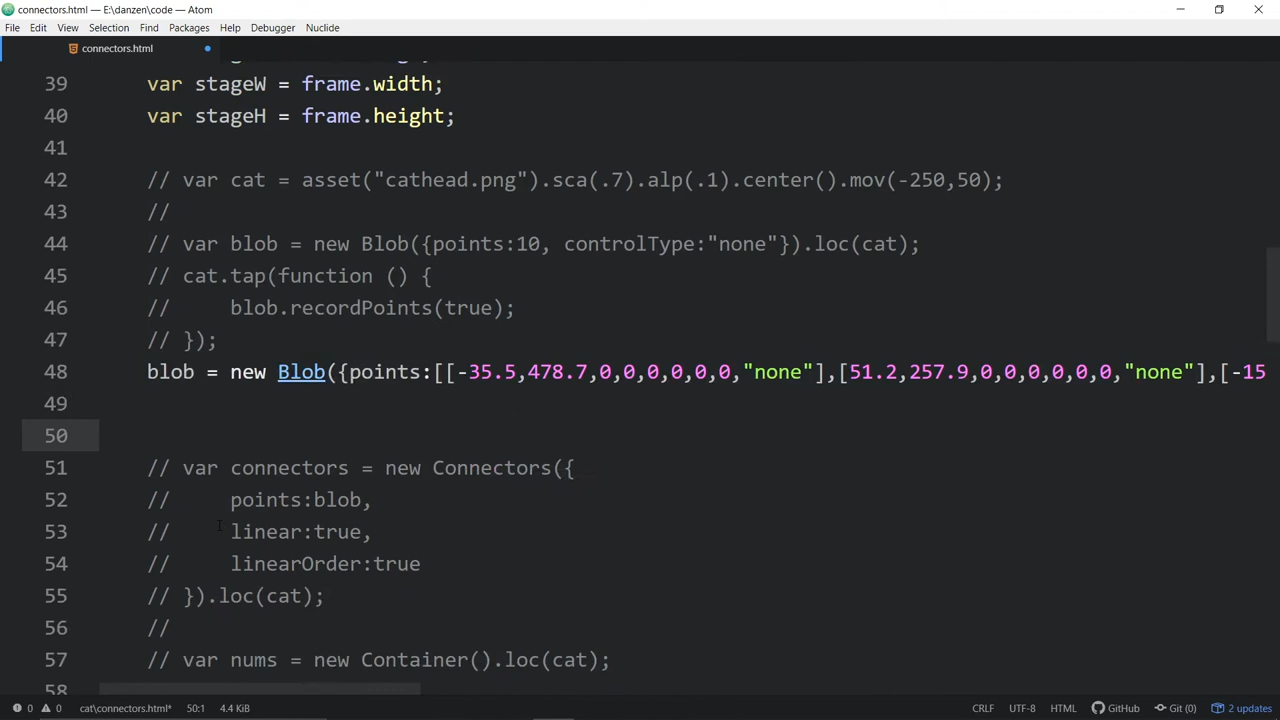 connectors.html — E:\danzen\code — Atom
File Edit View Selection Find Packages Help Debugger Nuclide
connectors.html
39 var stageW = frame.width;
40 var stageH = frame.height;
41
42 // var cat = asset("cathead.png").sca(.7).alp(.1).center().mov(-250,50);
43 //
44 // var blob = new Blob({points:10, controlType:"none"}).loc(cat);
45 // cat.tap(function () {
46 //     blob.recordPoints(true);
47 // });
48 blob = new Blob({points:[[-35.5,478.7,0,0,0,0,0,0,"none"],[51.2,257.9,0,0,0,0,0,0,"none"],[-15
49
50
51 // var connectors = new Connectors({
52 //     points:blob,
53 //     linear:true,
54 //     linearOrder:true
55 // }).loc(cat);
56 //
57 // var nums = new Container().loc(cat);
58
0 0 cat\connectors.html* 50:1 4.4 KiB CRLF UTF-8 HTML GitHub Git (0) 2 updates